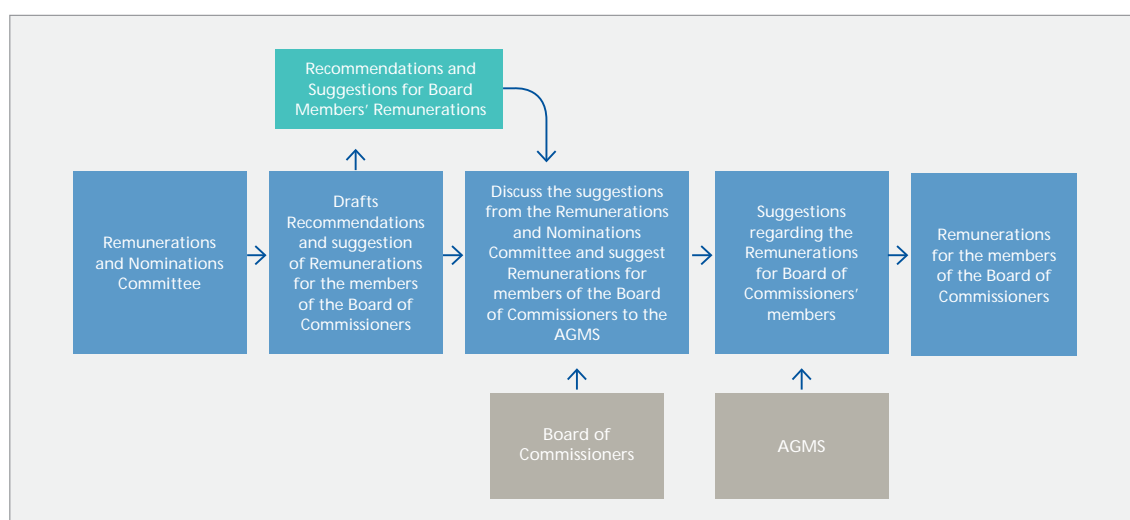 Recommendations and
Suggestions for Board
Members' Remunerations
Remunerations
and Nominations
Committee
Drafts
Recommendations
and suggestion
of Remunerations
for the members
of the Board of
Commissioners
Discuss the suggestions
from the Remunerations
and Nominations
Committee and suggest
Remunerations for
members of the Board
of Commissioners to the
AGMS
Suggestions
regarding the
Remunerations
for Board of
Commissioners'
members
Remunerations
for the members
of the Board of
Commissioners
Board of
Commissioners
AGMS